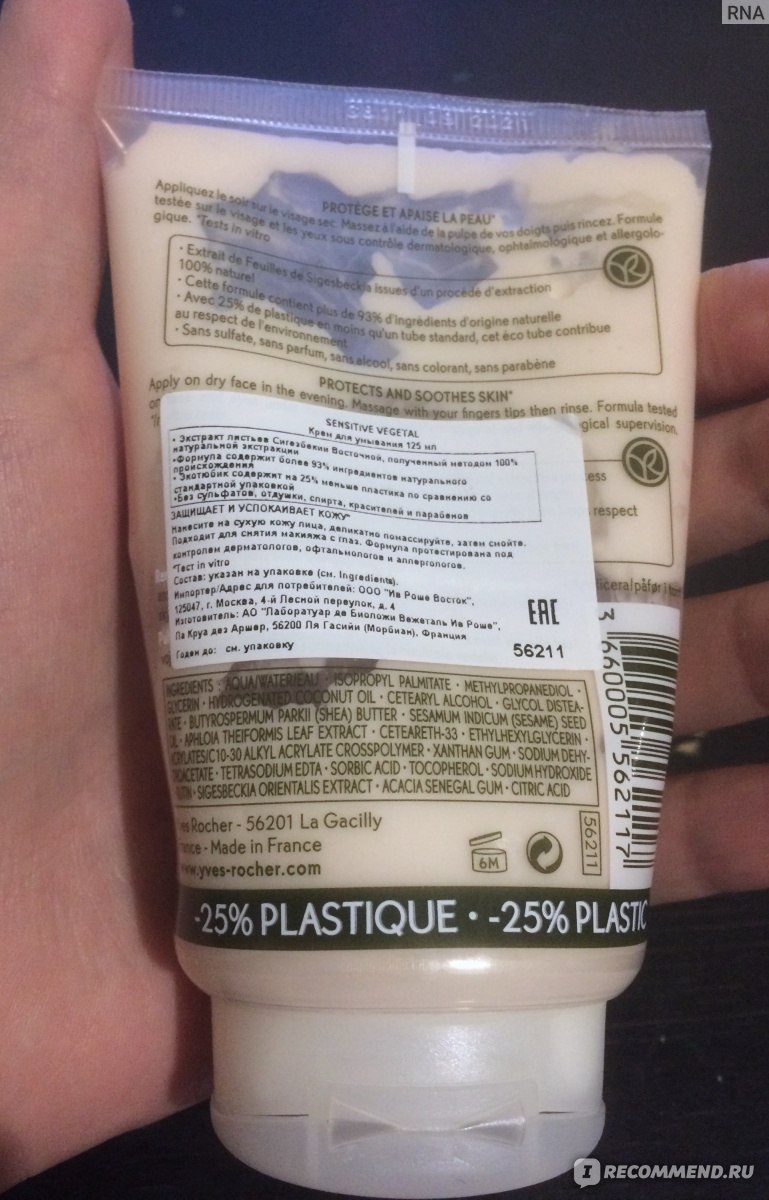 RNA
PROTÈGE ET APAISE LA PEAU*
Appliquez le soir sur le visage sec. Massez à l'aide de la pulpe de vos doigts puis rincez. Formule
testée sur le visage et les yeux sous contrôle dermatologique, ophtalmologique et allergolo-
gique. *Tests in vitro
• Extrait de Feuilles de Sigesbeckia issues d'un procédé d'extraction
100% naturel
• Cette formule contient plus de 93% d'ingrédients d'origine naturelle
• Avec 25% de plastique en moins qu'un tube standard, cet éco tube contribue
au respect de l'environnement
• Sans sulfate, sans parfum, sans alcool, sans colorant, sans parabène
PROTECTS AND SOOTHES SKIN*
Apply on dry face in the evening. Massage with your fingers tips then rinse. Formula tested
gical supervision.
respect
SENSITIVE VEGETAL
Крем для умывания 125 мл
• Экстракт листьев Сигезбекии Восточной, полученный методом 100%
натуральной экстракции
•Формула содержит более 93% ингредиентов натурального
происхождения
• Экотюбик содержит на 25% меньше пластика по сравнению со
стандартной упаковкой
•Без сульфатов, отдушки, спирта, красителей и парабенов
ЗАЩИЩАЕТ И УСПОКАИВАЕТ КОЖУ*
Нанесите на сухую кожу лица, деликатно помассируйте, затем смойте.
Подходит для снятия макияжа с глаз. Формула протестирована под
контролем дерматологов, офтальмологов и аллергологов.
*Тест in vitro
Состав: указан на упаковке (см. Ingredients).
Импортер/Адрес для потребителей: ООО "Ив Роше Восток",
125047, г. Москва, 4-й Лесной переулок, д. 4
Изготовитель: АО "Лаборатуар де Биоложи Вежеталь Ив Роше",
Ла Круа дез Аршер, 56200 Ля Гасийи (Морбиан), Франция
Годен до: см. упаковку
EAC
56211
3 660005 562117
INGREDIENTS : AQUA/WATER/EAU • ISOPROPYL PALMITATE • METHYLPROPANEDIOL •
GLYCERIN • HYDROGENATED COCONUT OIL • CETEARYL ALCOHOL • GLYCOL DISTEA-
RATE • BUTYROSPERMUM PARKII (SHEA) BUTTER • SESAMUM INDICUM (SESAME) SEED
OIL • APHLOIA THEIFORMIS LEAF EXTRACT • CETEARETH-33 • ETHYLHEXYLGLYCERIN •
ACRYLATES/C10-30 ALKYL ACRYLATE CROSSPOLYMER • XANTHAN GUM • SODIUM DEHY-
DROACETATE • TETRASODIUM EDTA • SORBIC ACID • TOCOPHEROL • SODIUM HYDROXIDE
SIGESBECKIA ORIENTALIS EXTRACT • ACACIA SENEGAL GUM • CITRIC ACID
Yves Rocher - 56201 La Gacilly
France - Made in France
www.yves-rocher.com
6M
56211
-25% PLASTIQUE • -25% PLASTIC
IRECOMMEND.RU